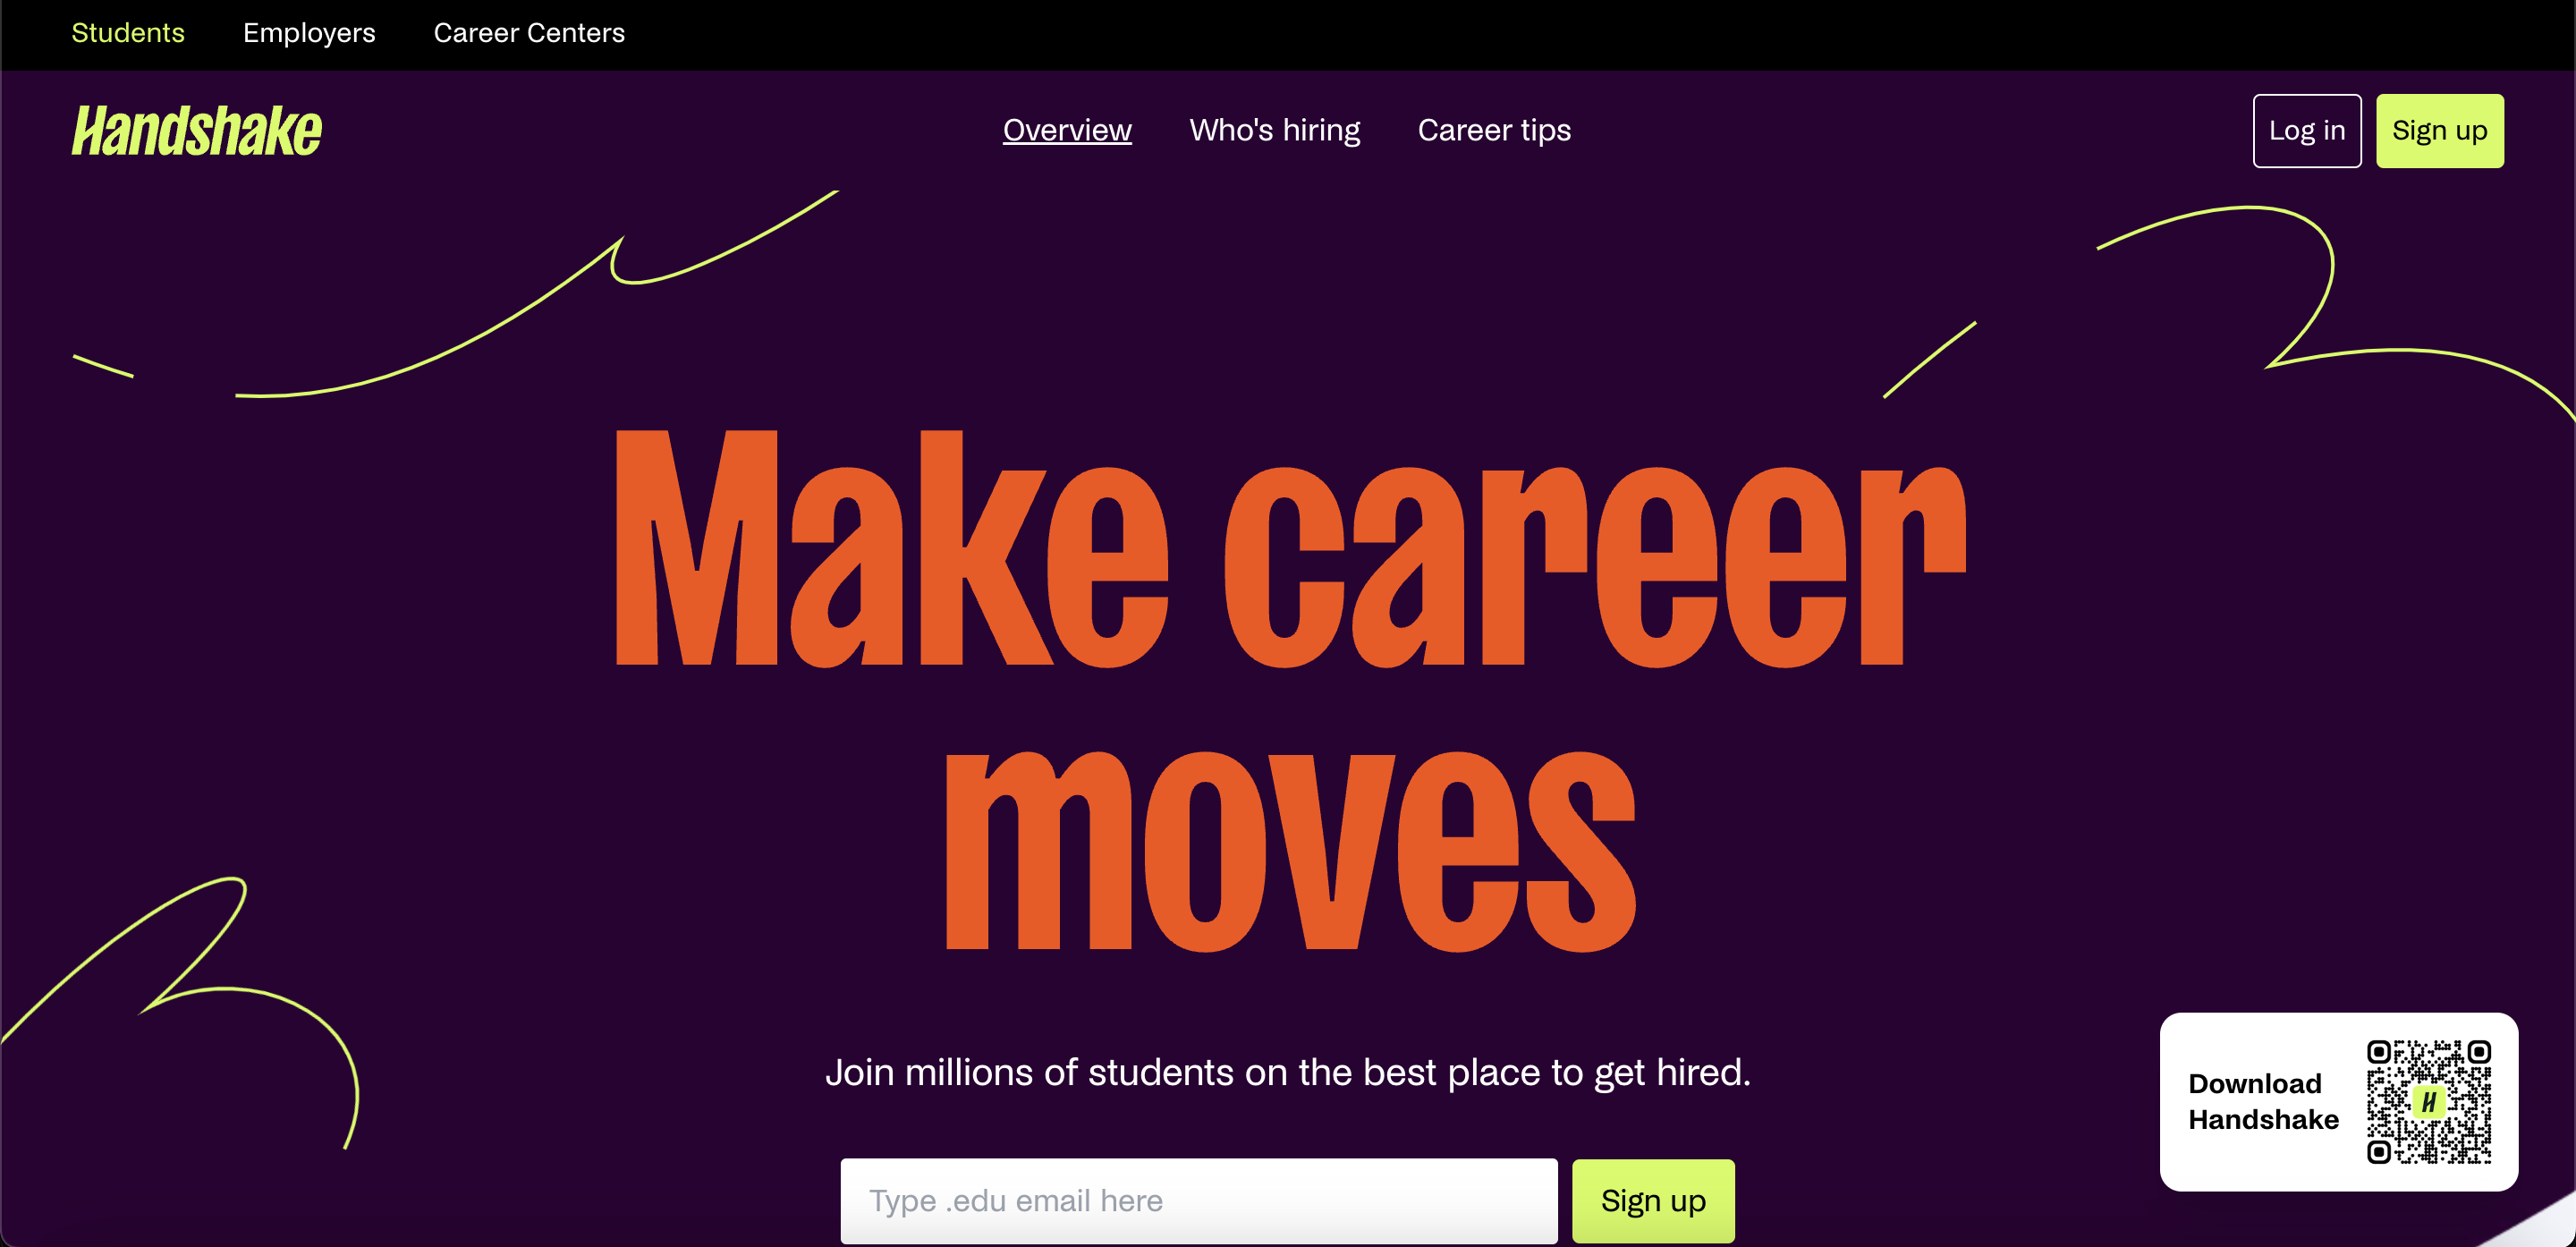 Students Employers Career Centers
Handshake Overview Who's hiring Career tips Log in Sign up
Make career
moves
Join millions of students on the best place to get hired.
Type .edu email here Sign up
Download
Handshake
H